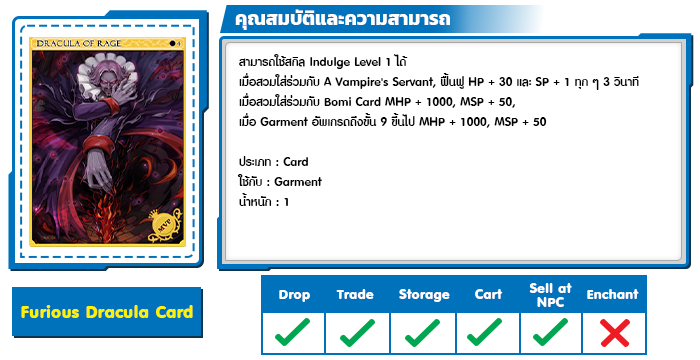 คุณสมบัติและความสามารถ
DRACULA OF RAGE
MVP
สามารถใช้สกิล Indulge Level 1 ได้
เมื่อสวมใส่ร่วมกับ A Vampire's Servant, ฟื้นฟู HP + 30 และ SP + 1 ทุก ๆ 3 วินาที
เมื่อสวมใส่ร่วมกับ Bomi Card MHP + 1000, MSP + 50,
เมื่อ Garment อัพเกรดถึงขั้น 9 ขึ้นไป MHP + 1000, MSP + 50
ประเภท : Card
ใช้กับ : Garment
น้ำหนัก : 1
Furious Dracula Card
Drop Trade Storage Cart Sell at NPC Enchant